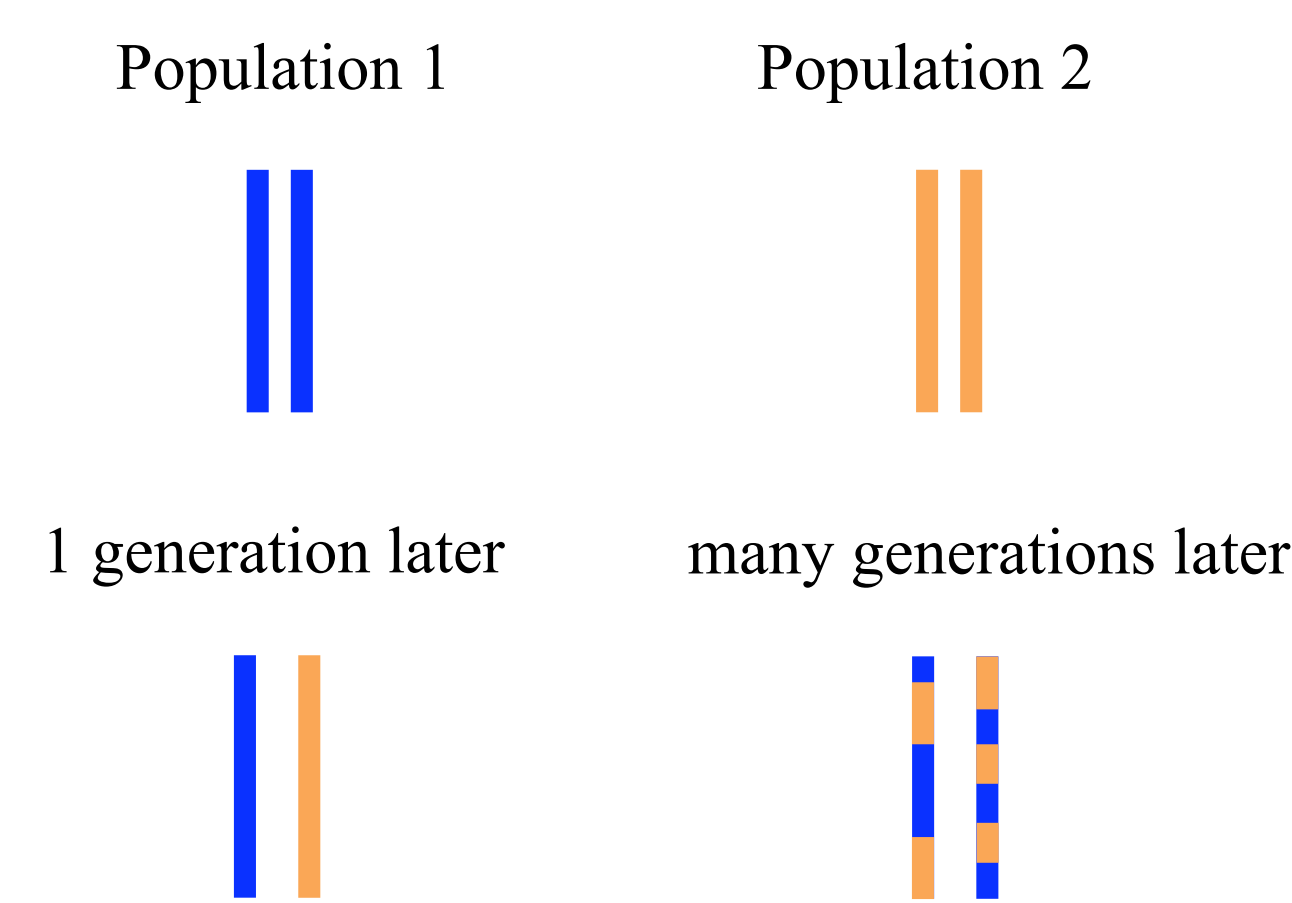 Population 1
Population 2
1 generation later
many generations later